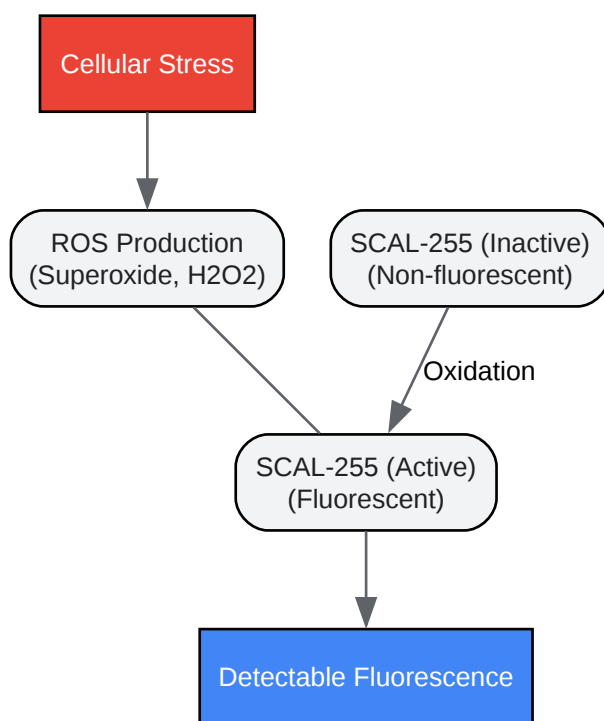 Cellular Stress
ROS Production
(Superoxide, H2O2)
SCAL-255 (Inactive)
(Non-fluorescent)
Oxidation
SCAL-255 (Active)
(Fluorescent)
Detectable Fluorescence